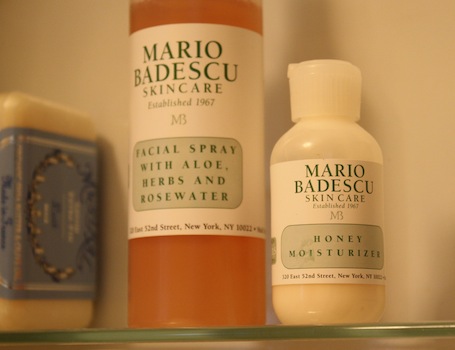 MARIO
BADESCU
SKINCARE
Established 1967
MB
FACIAL SPRAY
WITH ALOE,
HERBS AND
ROSEWATER
East 52nd Street, New York, NY 10022
MARIO
BADESCU
SKIN CARE
Established 1967
MB
HONEY
MOISTURIZER
320 East 52nd Street, New York, NY 10022